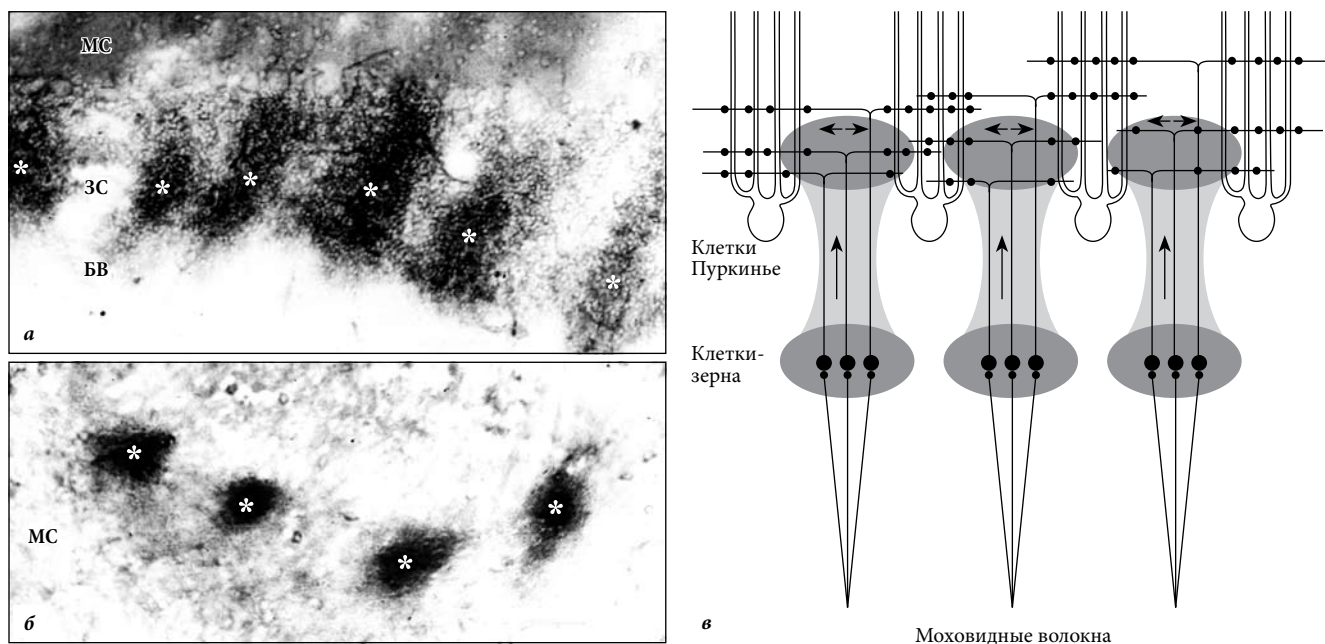 МС
ЗС
БВ
а
МС
б
Клетки
Пуркинье
Клетки-
зерна
в
Моховидные волокна